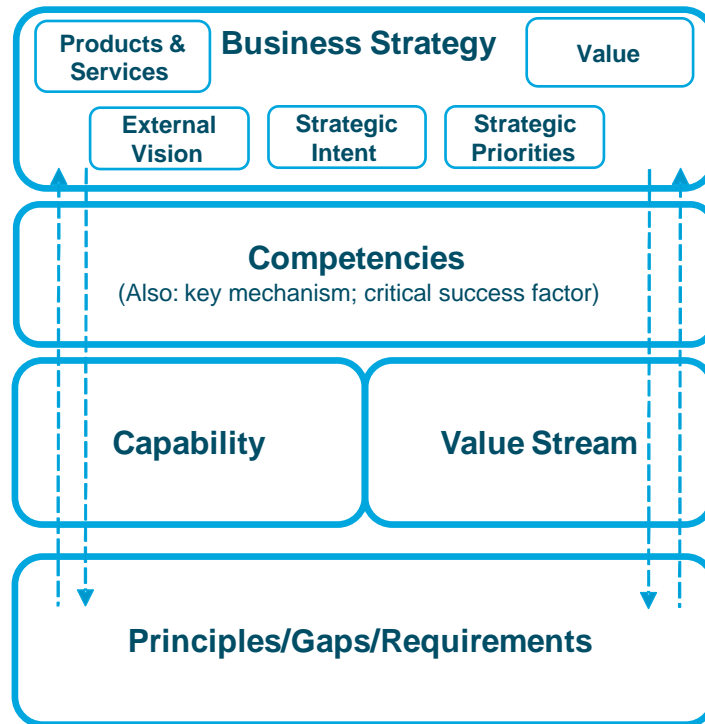 Products &
Services
Business Strategy
Value
External
Vision
Strategic
Intent
Strategic
Priorities
Competencies
(Also: key mechanism; critical success factor)
Capability
Value Stream
Principles/Gaps/Requirements